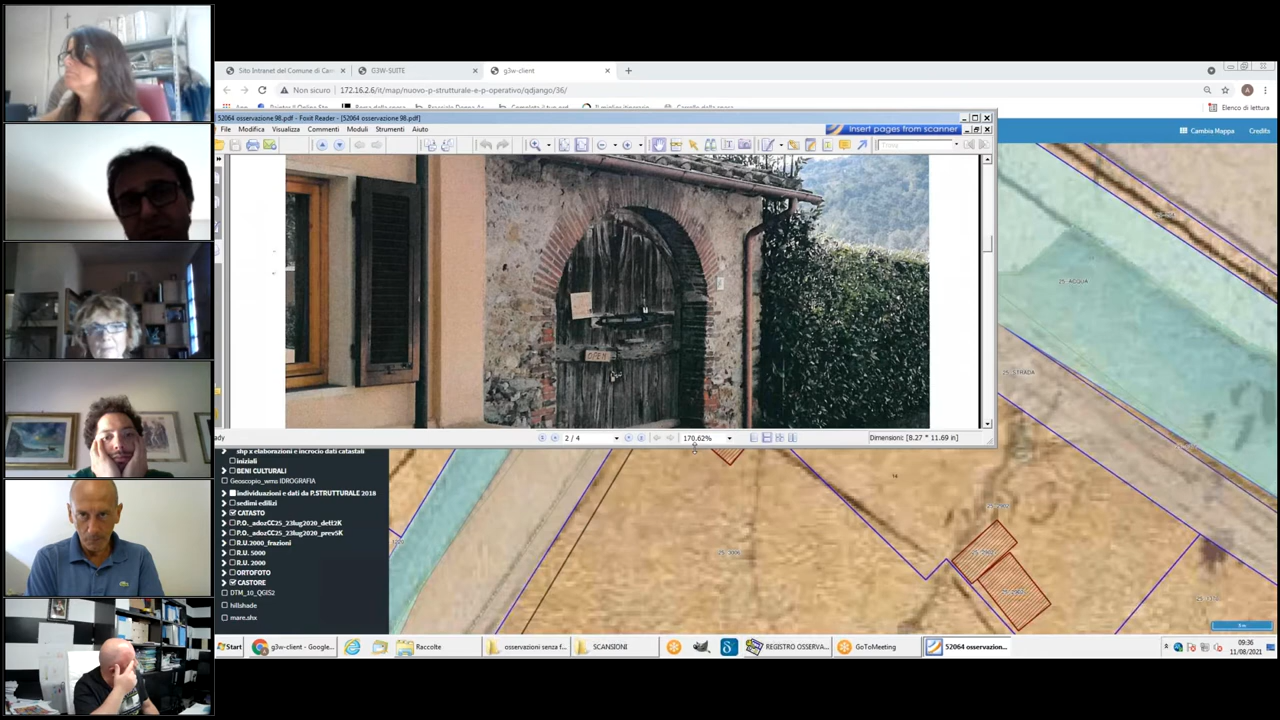 Sito Intranet del Comune di Cam
G3W-SUITE
g3w-client
Non sicuro
172.16.2.6/it/map/nuovo-p-strutturale-e-p-operativo/qdjango/36/
Elenco di lettura
52064 osservazione 98.pdf - Foxit Reader - [52064 osservazione 98.pdf]
File Modifica Visualizza Commenti Moduli Strumenti Aiuto
Insert pages from scanner
Cambia Mappa
Credits
OPEN
25_ACQUA
25_STRADA
2 / 4
170.62%
Dimensioni: [8.27 * 11.69 in]
shp x elaborazioni e incrocio dati catastali
iniziali
BENI CULTURALI
Geoscopio_wms IDROGRAFIA
individuazioni e dati da P.STRUTTURALE 2018
sedimi edilizi
CATASTO
P.O._adozCC25_23lug2020_dett2K
P.O._adozCC25_23lug2020_prev5K
R.U.2000_frazioni
R.U. 5000
R.U. 2000
ORTOFOTO
CASTORE
DTM_10_QGIS2
hillshade
mare.shx
Start
g3w-client - Google...
Raccolte
osservazioni senza f...
SCANSIONI
REGISTRO OSSERVA...
GoToMeeting
52064 osservazion...
09:36
11/08/2021